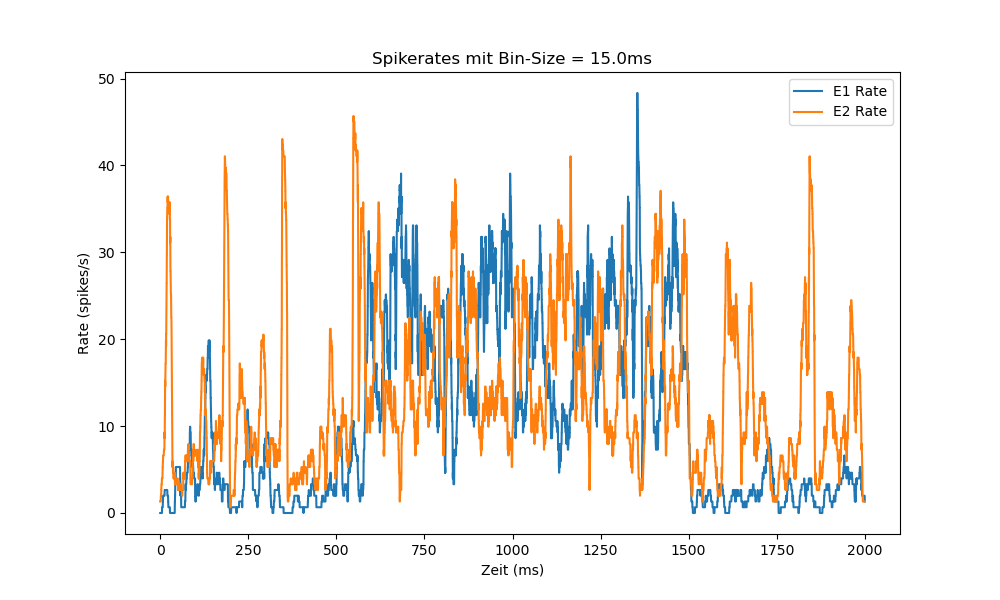 Spikerates mit Bin-Size = 15.0ms
E1 Rate
E2 Rate
Rate (spikes/s)
50
40
30
20
10
0
0 250 500 750 1000 1250 1500 1750 2000
Zeit (ms)